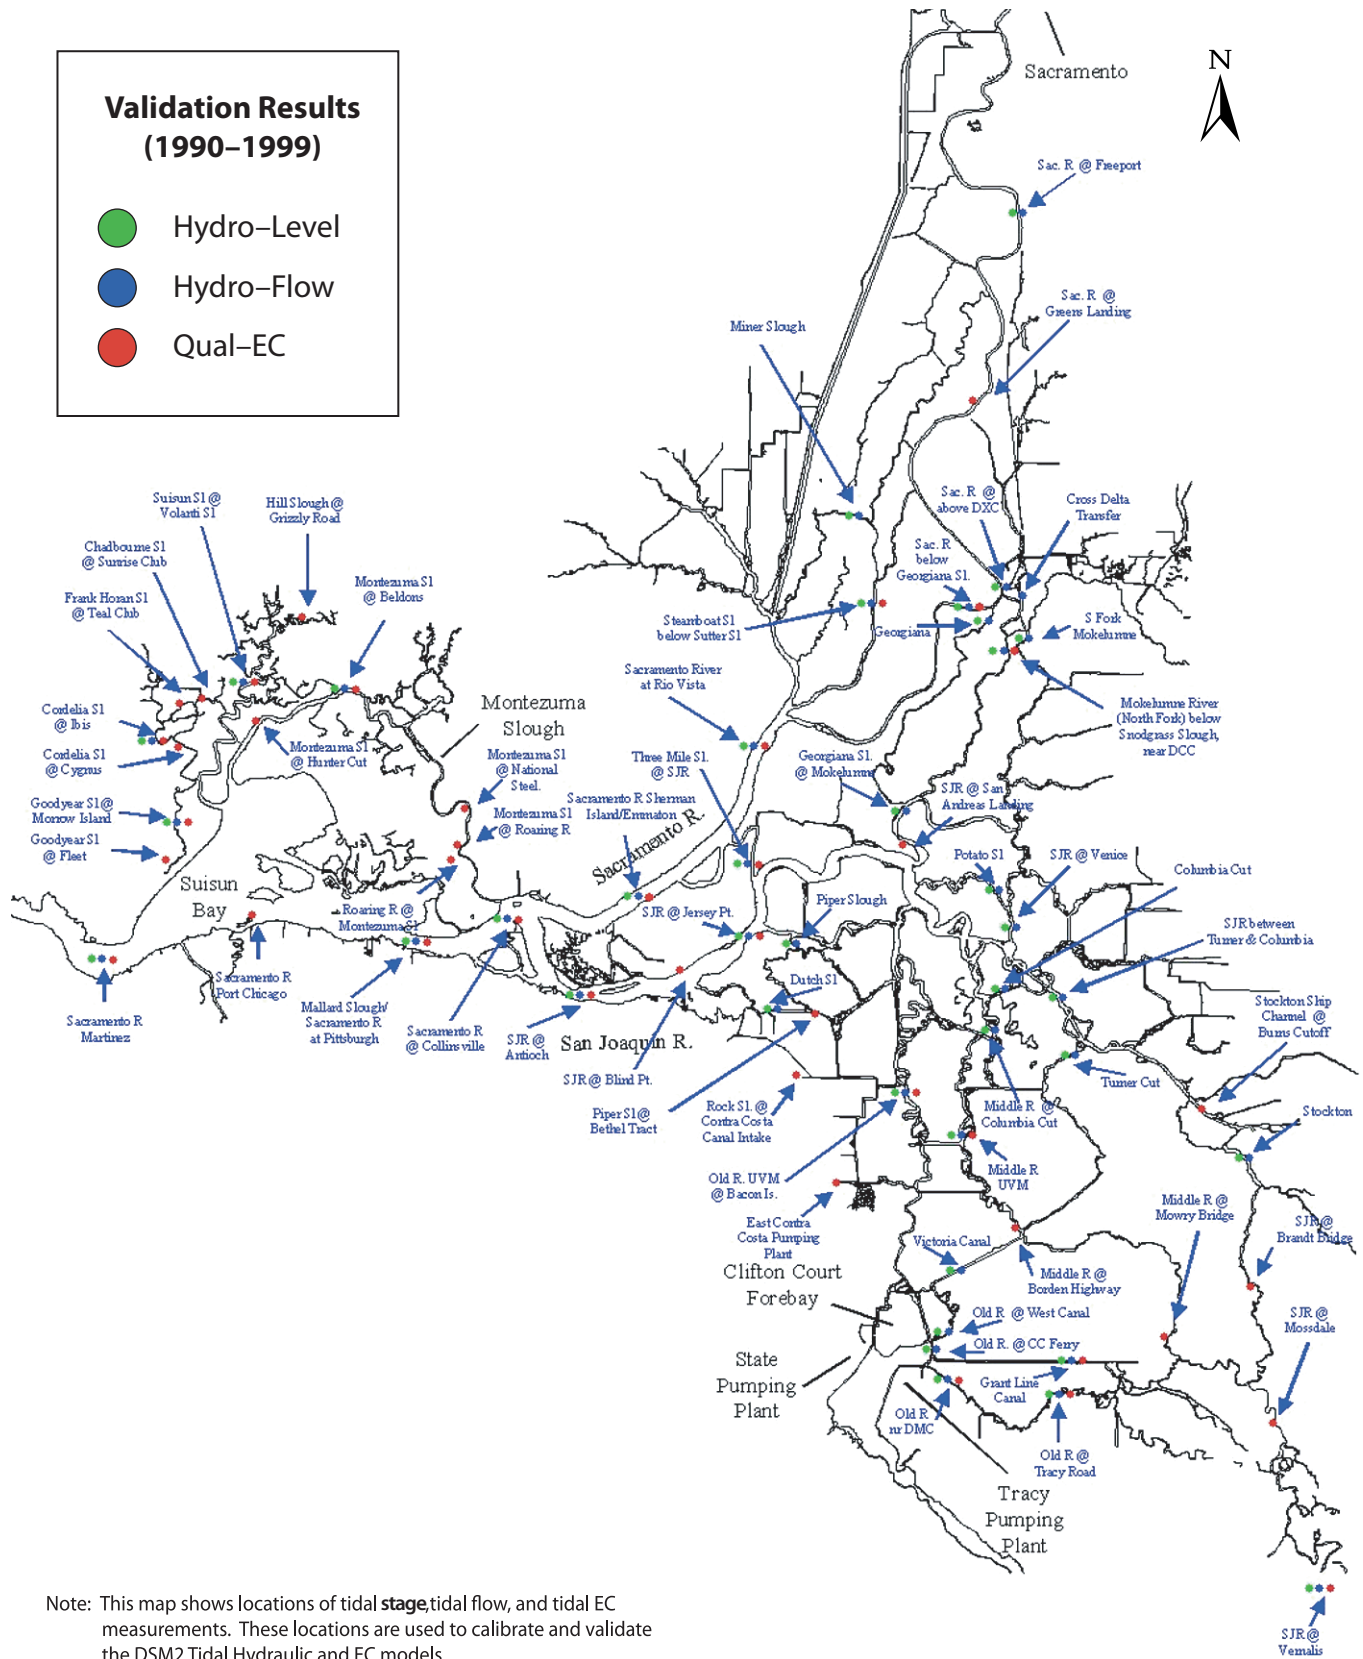 Validation Results
(1990–1999)
Hydro–Level
Hydro–Flow
Qual–EC
N
Sacramento
Sac. R @ Freeport
Sac. R @
Greens Landing
Miner Slough
Sac. R @
above DXC
Cross Delta
Transfer
Sac. R
below
Georgiana Sl.
Georgiana
S Fork
Mokelumne
Steamboat Sl
below Sutter Sl
Mokelumne River
(North Fork) below
Snodgrass Slough,
near DCC
Suisun Sl @
Volanti Sl
Hill Slough @
Grizzly Road
Chadbourne Sl
@ Sunrise Club
Frank Horan Sl
@ Teal Club
Montezuma Sl
@ Beldons
Cordelia Sl
@ Ibis
Cordelia Sl
@ Cygnus
Goodyear Sl @
Morrow Island
Goodyear Sl
@ Fleet
Montezuma Sl
@ Hunter Cut
Montezuma
Slough
Montezuma Sl
@ National
Steel.
Montezuma Sl
@ Roaring R
Sacramento River
at Rio Vista
Three Mile Sl.
@ SJR
Sacramento R Sherman
Island/Emmaton
Sacramento R.
Georgiana Sl.
@ Mokelumne
SJR @ San
Andreas Landing
Potato Sl
SJR @ Venice
Columbia Cut
SJR between
Turner & Columbia
Suisun
Bay
Roaring R @
Montezuma Sl
SJR @ Jersey Pt.
Piper Slough
Dutch Sl
Sacramento R
Port Chicago
Sacramento R
Martinez
Mallard Slough/
Sacramento R
at Pittsburgh
Sacramento R
@ Collinsville
SJR @
Antioch
San Joaquin R.
SJR @ Blind Pt.
Piper Sl @
Bethel Tract
Rock Sl. @
Contra Costa
Canal Intake
Stockton Ship
Channel @
Burns Cutoff
Turner Cut
Stockton
Middle R @
Columbia Cut
Middle R
UVM
Old R. UVM
@ Bacon Is.
East Contra
Costa Pumping
Plant
Middle R @
Mowry Bridge
SJR @
Brandt Bridge
Victoria Canal
Middle R @
Borden Highway
Clifton Court
Forebay
Old R @ West Canal
Old R. @ CC Ferry
SJR @
Mossdale
State
Pumping
Plant
Grant Line
Canal
Old R
nr DMC
Old R @
Tracy Road
Tracy
Pumping
Plant
SJR @
Vernalis
Note: This map shows locations of tidal stage,tidal flow, and tidal EC
measurements. These locations are used to calibrate and validate
the DSM2 Tidal Hydraulic and EC models